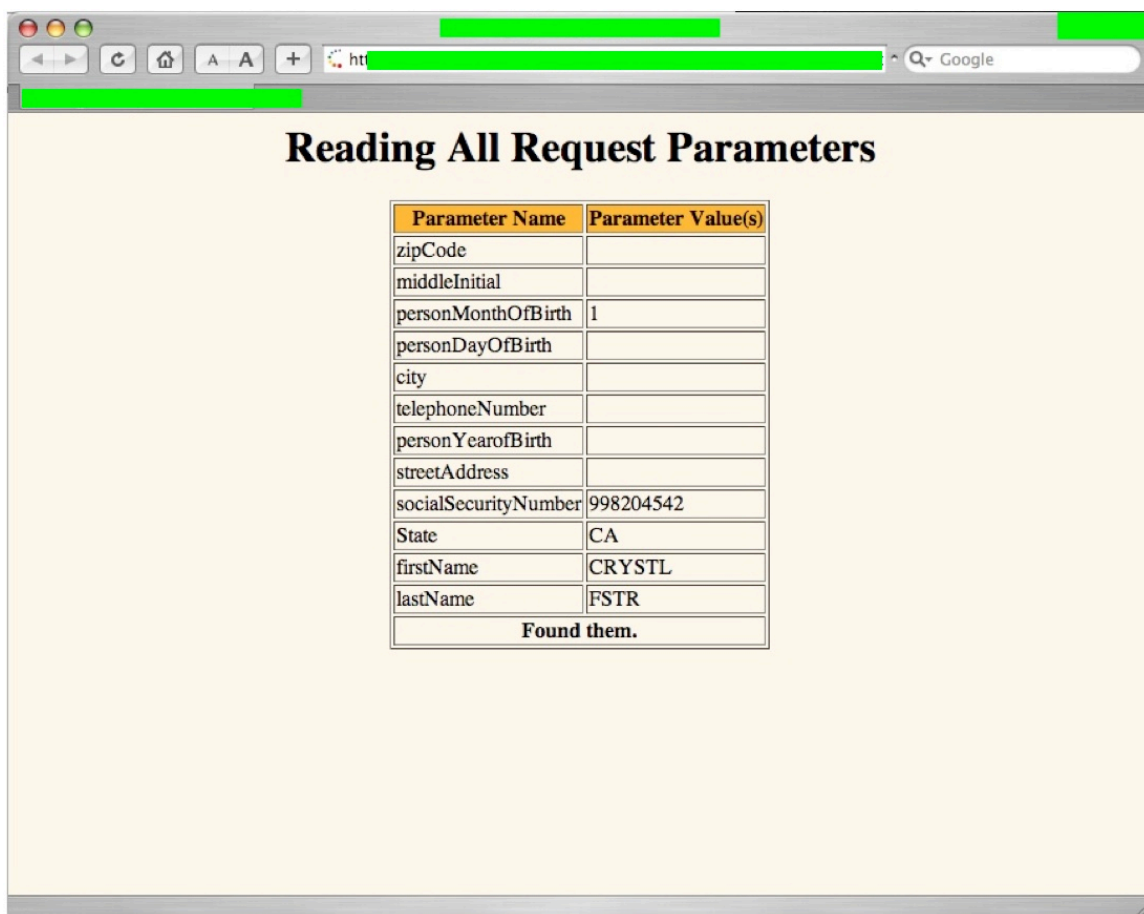 A A + htt
Google
Reading All Request Parameters
Parameter Name Parameter Value(s)
zipCode
middleInitial
personMonthOfBirth 1
personDayOfBirth
city
telephoneNumber
personYearofBirth
streetAddress
socialSecurityNumber 998204542
State CA
firstName CRYSTL
lastName FSTR
Found them.